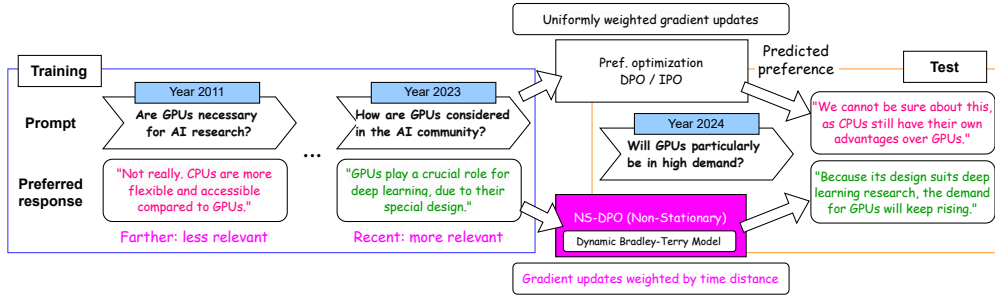 Uniformly weighted gradient updates
Training
Pref. optimization
DPO / IPO
Predicted
preference
Test
Prompt
Year 2011
Are GPUs necessary
for AI research?
...
Year 2023
How are GPUs considered
in the AI community?
Year 2024
Will GPUs particularly
be in high demand?
"We cannot be sure about this,
as CPUs still have their own
advantages over GPUs."
Preferred
response
"Not really. CPUs are more
flexible and accessible
compared to GPUs."
"GPUs play a crucial role for
deep learning, due to their
special design."
"Because its design suits deep
learning research, the demand
for GPUs will keep rising."
Farther: less relevant
Recent: more relevant
NS-DPO (Non-Stationary)
Dynamic Bradley-Terry Model
Gradient updates weighted by time distance